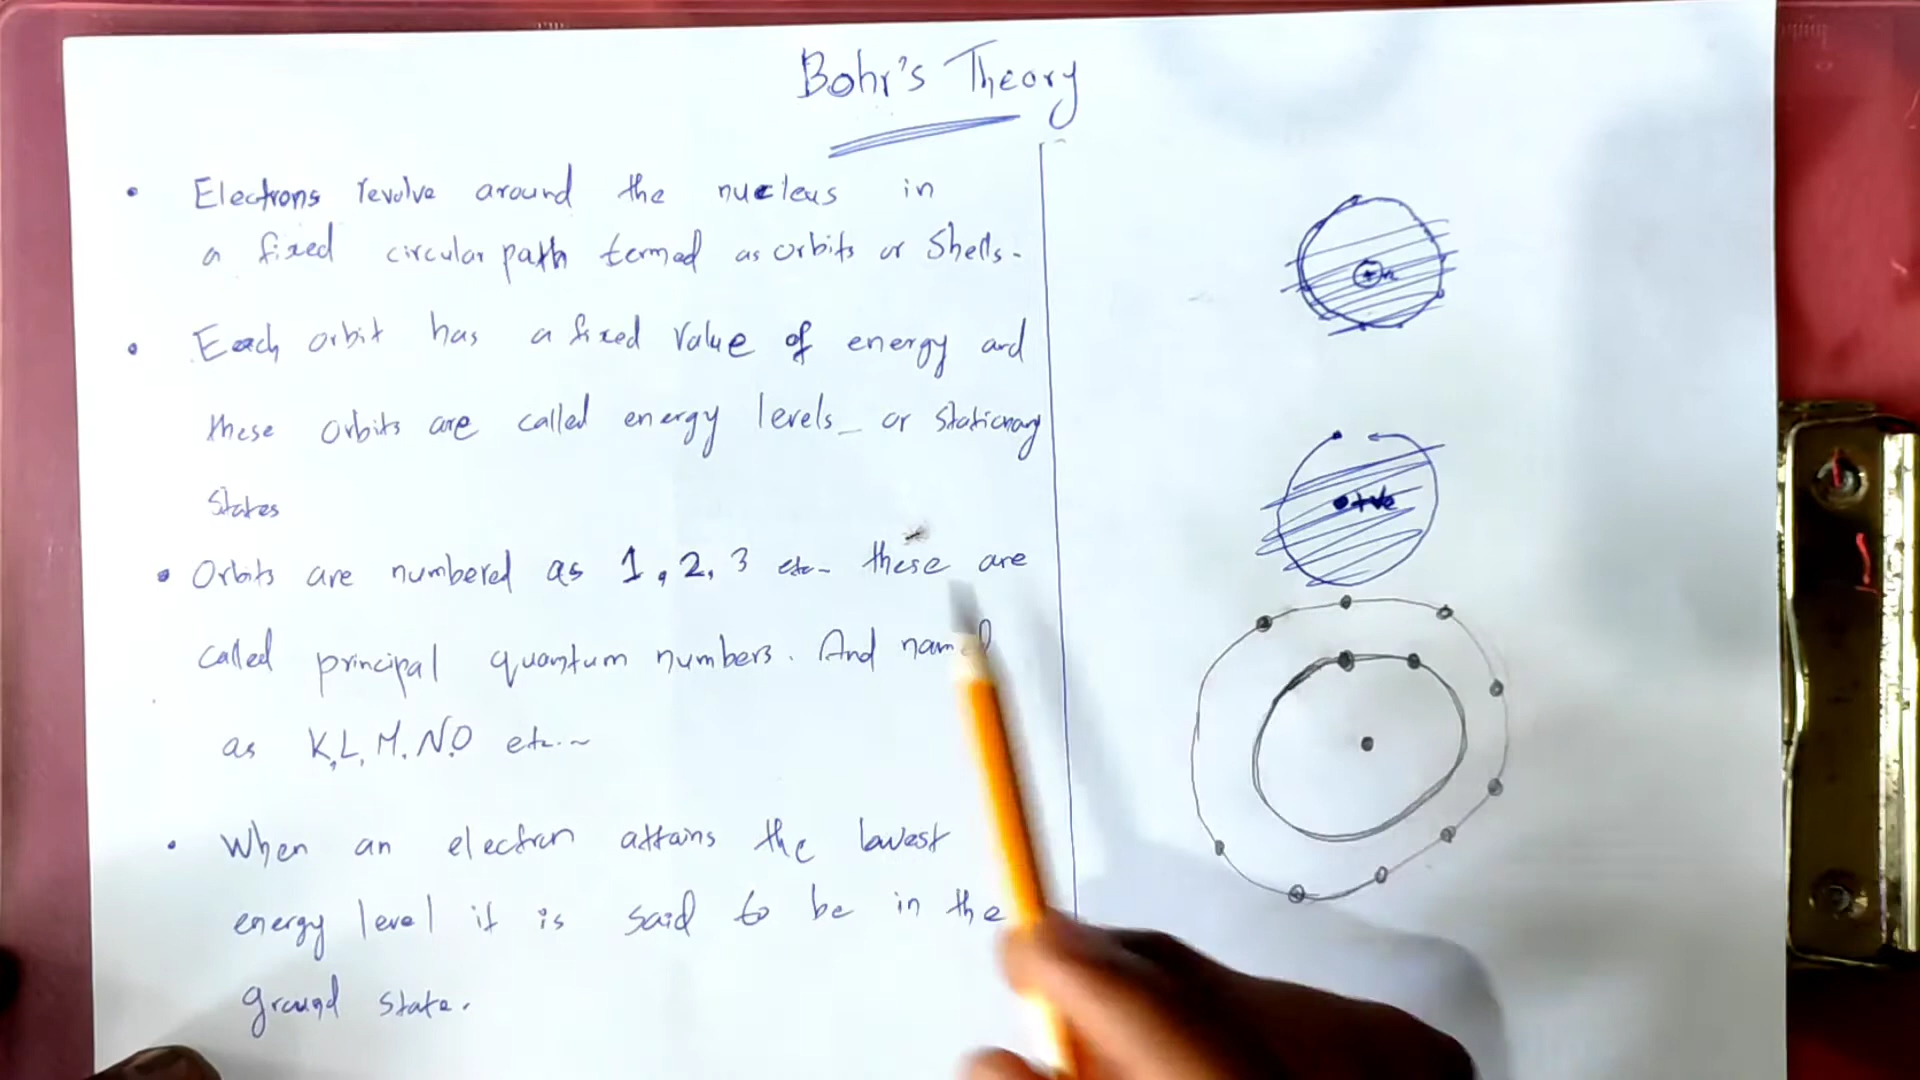 Bohr's Theory
• Electrons revolve around the nucleus in
a fixed circular path termed as orbits or Shells.
• Each orbit has a fixed value of energy and
these orbits are called energy levels or Stationary
States
• Orbits are numbered as 1, 2, 3 etc. these are
called principal quantum numbers. And
as K, L, M, N, O etc..
• When an electron attains the lowest
energy level it is said to be in the
ground state.
+ve